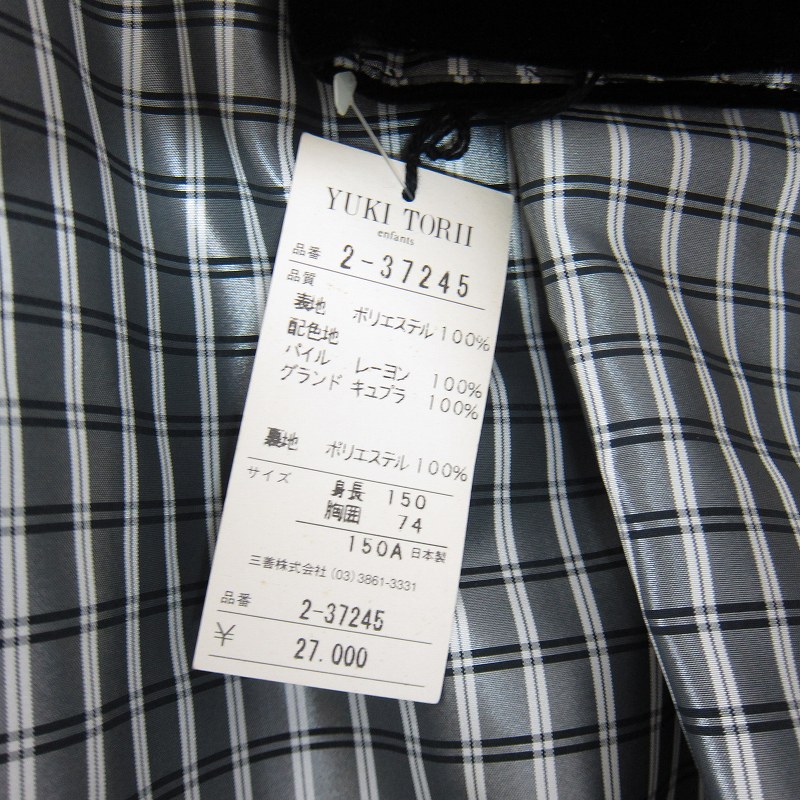 YUKI TORII
enfants
品番 2-37245
品質
表地 ポリエステル 100%
配色地
パイル レーヨン 100%
グランド キュプラ 100%
裏地 ポリエステル 100%
サイズ 身長 150
胸囲 74
150A 日本製
三善株式会社 (03) 3861-3331
品番 2-37245
¥ 27.000